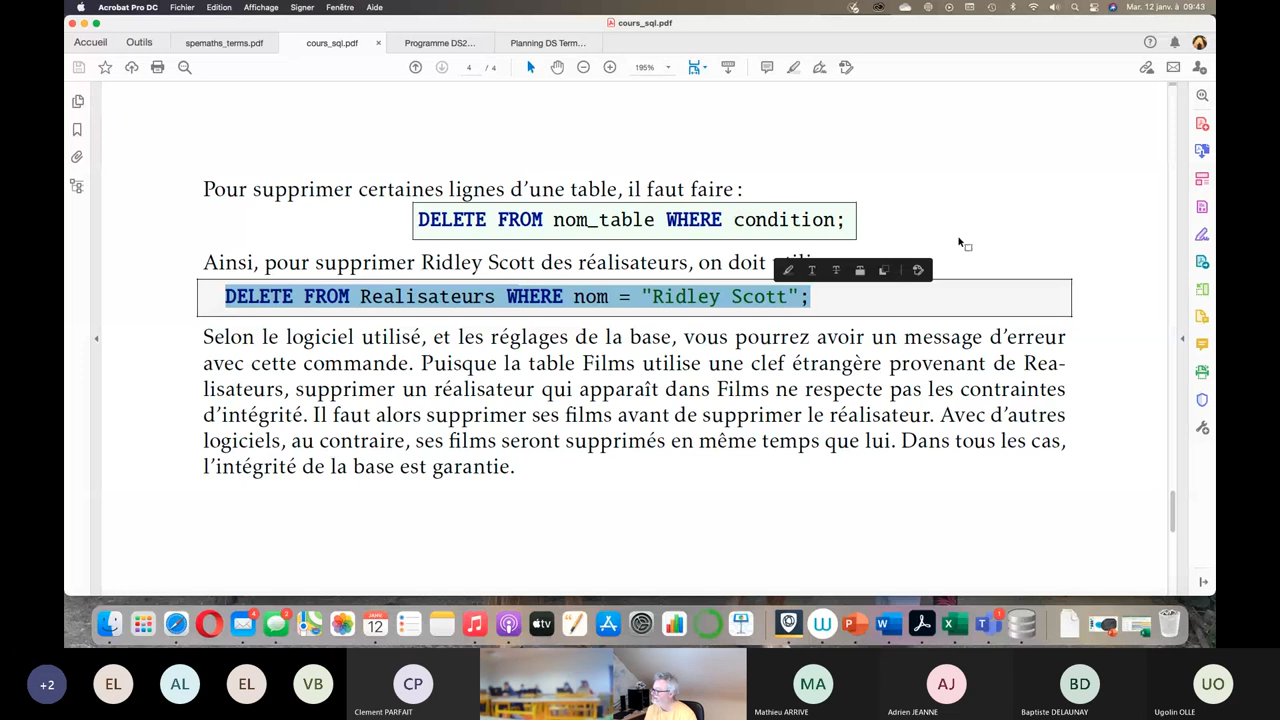 Acrobat Pro DC Fichier Edition Affichage Signer Fenêtre Aide Mar. 12 janv. à 09:43
cours_sql.pdf
Accueil Outils spemaths_terms.pdf cours_sql.pdf × Programme DS2... Planning DS Term...
4 / 4 195%
Pour supprimer certaines lignes d'une table, il faut faire :
DELETE FROM nom_table WHERE condition;
Ainsi, pour supprimer Ridley Scott des réalisateurs, on doit
DELETE FROM Realisateurs WHERE nom = "Ridley Scott";
Selon le logiciel utilisé, et les réglages de la base, vous pourrez avoir un message d'erreur
avec cette commande. Puisque la table Films utilise une clef étrangère provenant de Rea-
lisateurs, supprimer un réalisateur qui apparaît dans Films ne respecte pas les contraintes
d'intégrité. Il faut alors supprimer ses films avant de supprimer le réalisateur. Avec d'autres
logiciels, au contraire, ses films seront supprimés en même temps que lui. Dans tous les cas,
l'intégrité de la base est garantie.
4 2 JANV 12 tv 1
+2 EL AL EL VB CP MA AJ BD UO
Clement PARFAIT Mathieu ARRIVE Adrien JEANNE Baptiste DELAUNAY Ugolin OLLE